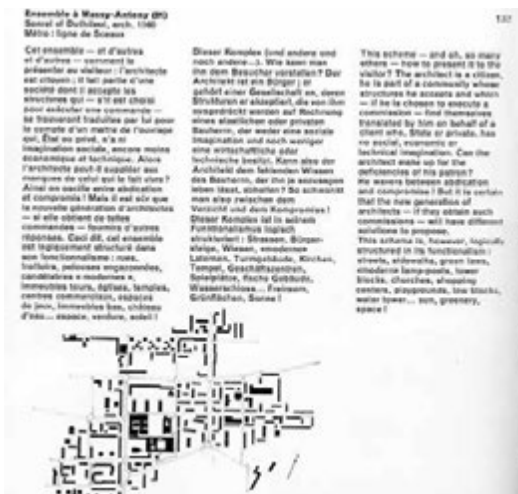 Ensemble à Massy-Antony (91)
Sonrel et Duthilleul, arch. 1960
Métro : ligne de Sceaux
132
Cet ensemble — et d'autres
et d'autres — comment le
présenter au visiteur : l'architecte
est citoyen ; il fait partie d'une
société dont il accepte les
structures qui — s'il est choisi
pour exécuter une commande —
se trouveront traduites par lui pour
le compte d'un maître de l'ouvrage
qui, État ou privé, n'a ni
imagination sociale, encore moins
économique et technique. Alors
l'architecte peut-il suppléer aux
manques de celui qui le fait vivre ?
Ainsi on oscille entre abdication
et compromis ! Mais il est sûr que
la nouvelle génération d'architectes
— si elle obtient de telles
commandes — fournira d'autres
réponses. Ceci dit, cet ensemble
est logiquement structuré dans
son fonctionnalisme : rues,
trottoirs, pelouses engazonnées,
candélabres « modernes »,
immeubles tours, églises, temples,
centres commerciaux, espaces
de jeux, immeubles bas, château
d'eau... espace, verdure, soleil !
Dieser Komplex (und andere und
noch andere...). Wie kann man
ihn dem Besucher vorstellen? Der
Architekt ist ein Bürger ; er
gehört einer Gesellschaft an, deren
Strukturen er akzeptiert, die von ihm
ausgedrückt werden auf Rechnung
eines staatlichen oder privaten
Bauherrn, der weder eine soziale
Imagination und noch weniger
eine wirtschaftliche oder
technische besitzt. Kann also der
Architekt dem fehlenden Wissen
des Bauherrn, der ihn ja sozusagen
leben lässt, abhelfen? So schwankt
man also zwischen dem
Verzicht und dem Kompromiss !
Dieser Komplex ist in seinem
Funktionalismus logisch
strukturiert : Strassen, Bürger-
steige, Wiesen, «moderne»
Laternen, Turmgebäude, Kirchen,
Tempel, Geschäftszentren,
Spielplätze, flache Gebäude,
Wasserschloss... Freiraum,
Grünflächen, Sonne !
This scheme — and oh, so many
others — how to present it to the
visitor? The architect is a citizen,
he is part of a community whose
structures he accepts and which
— if he is chosen to execute a
commission — find themselves
translated by him on behalf of a
client who, State or private, has
no social, economic or
technical imagination. Can the
architect make up for the
deficiencies of his patron?
He wavers between abdication
and compromise ! But it is certain
that the new generation of
architects — if they obtain such
commissions — will have different
solutions to propose.
This scheme is, however, logically
structured in its functionalism :
streets, sidewalks, green lawns,
«modern» lamp-posts, tower
blocks, churches, shopping
centers, playgrounds, low blocks,
water tower... sun, greenery,
space !